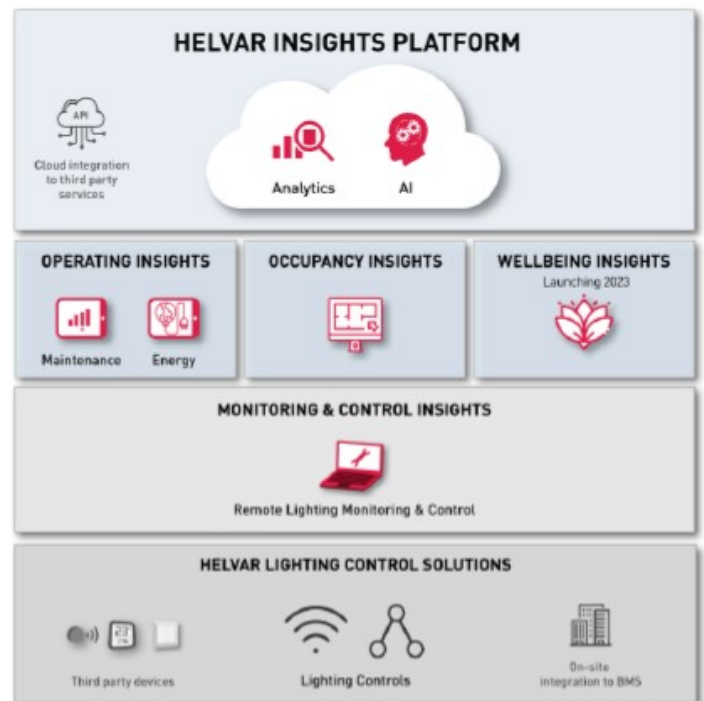 HELVAR INSIGHTS PLATFORM
API
Cloud integration
to third party
services
Analytics
AI
OPERATING INSIGHTS
Maintenance
Energy
OCCUPANCY INSIGHTS
WELLBEING INSIGHTS
Launching 2023
MONITORING & CONTROL INSIGHTS
Remote Lighting Monitoring & Control
HELVAR LIGHTING CONTROL SOLUTIONS
Third party devices
Lighting Controls
On-site
integration to BMS